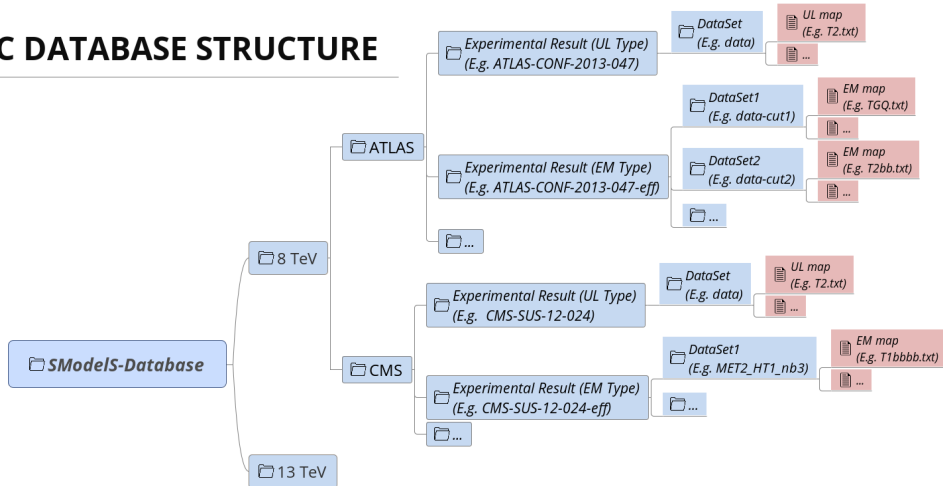 C DATABASE STRUCTURE
SModelS-Database
8 TeV
13 TeV
ATLAS
CMS
Experimental Result (UL Type)
(E.g. ATLAS-CONF-2013-047)
DataSet
(E.g. data)
UL map
(E.g. T2.txt)
...
Experimental Result (EM Type)
(E.g. ATLAS-CONF-2013-047-eff)
DataSet1
(E.g. data-cut1)
EM map
(E.g. TGQ.txt)
...
DataSet2
(E.g. data-cut2)
EM map
(E.g. T2bb.txt)
...
...
...
Experimental Result (UL Type)
(E.g. CMS-SUS-12-024)
DataSet
(E.g. data)
UL map
(E.g. T2.txt)
...
Experimental Result (EM Type)
(E.g. CMS-SUS-12-024-eff)
DataSet1
(E.g. MET2_HT1_nb3)
EM map
(E.g. T1bbbb.txt)
...
...
...